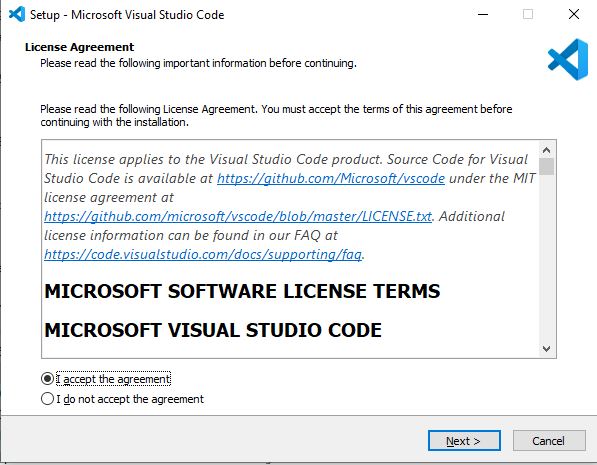 Setup - Microsoft Visual Studio Code
License Agreement
Please read the following important information before continuing.
Please read the following License Agreement. You must accept the terms of this agreement before
continuing with the installation.
This license applies to the Visual Studio Code product. Source Code for Visual
Studio Code is available at https://github.com/Microsoft/vscode under the MIT
license agreement at
https://github.com/microsoft/vscode/blob/master/LICENSE.txt. Additional
license information can be found in our FAQ at
https://code.visualstudio.com/docs/supporting/faq.
MICROSOFT SOFTWARE LICENSE TERMS
MICROSOFT VISUAL STUDIO CODE
I accept the agreement
I do not accept the agreement
Next >
Cancel